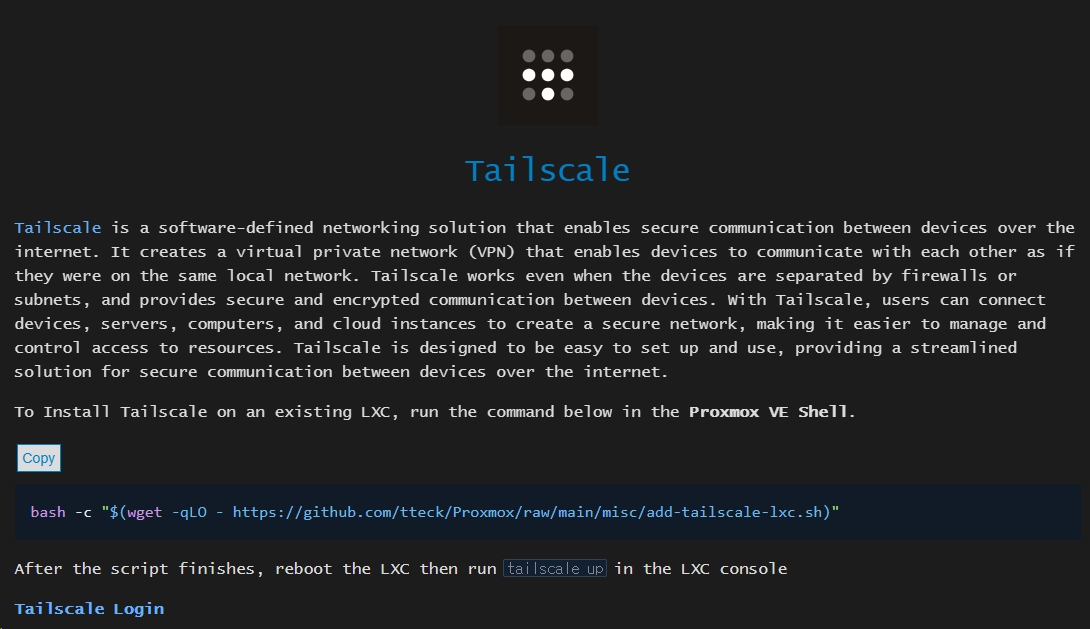 Tailscale
Tailscale is a software-defined networking solution that enables secure communication between devices over the
internet. It creates a virtual private network (VPN) that enables devices to communicate with each other as if
they were on the same local network. Tailscale works even when the devices are separated by firewalls or
subnets, and provides secure and encrypted communication between devices. With Tailscale, users can connect
devices, servers, computers, and cloud instances to create a secure network, making it easier to manage and
control access to resources. Tailscale is designed to be easy to set up and use, providing a streamlined
solution for secure communication between devices over the internet.
To Install Tailscale on an existing LXC, run the command below in the Proxmox VE Shell.
Copy
bash -c "$(wget -qLO - https://github.com/tteck/Proxmox/raw/main/misc/add-tailscale-lxc.sh)"
After the script finishes, reboot the LXC then run tailscale up in the LXC console
Tailscale Login